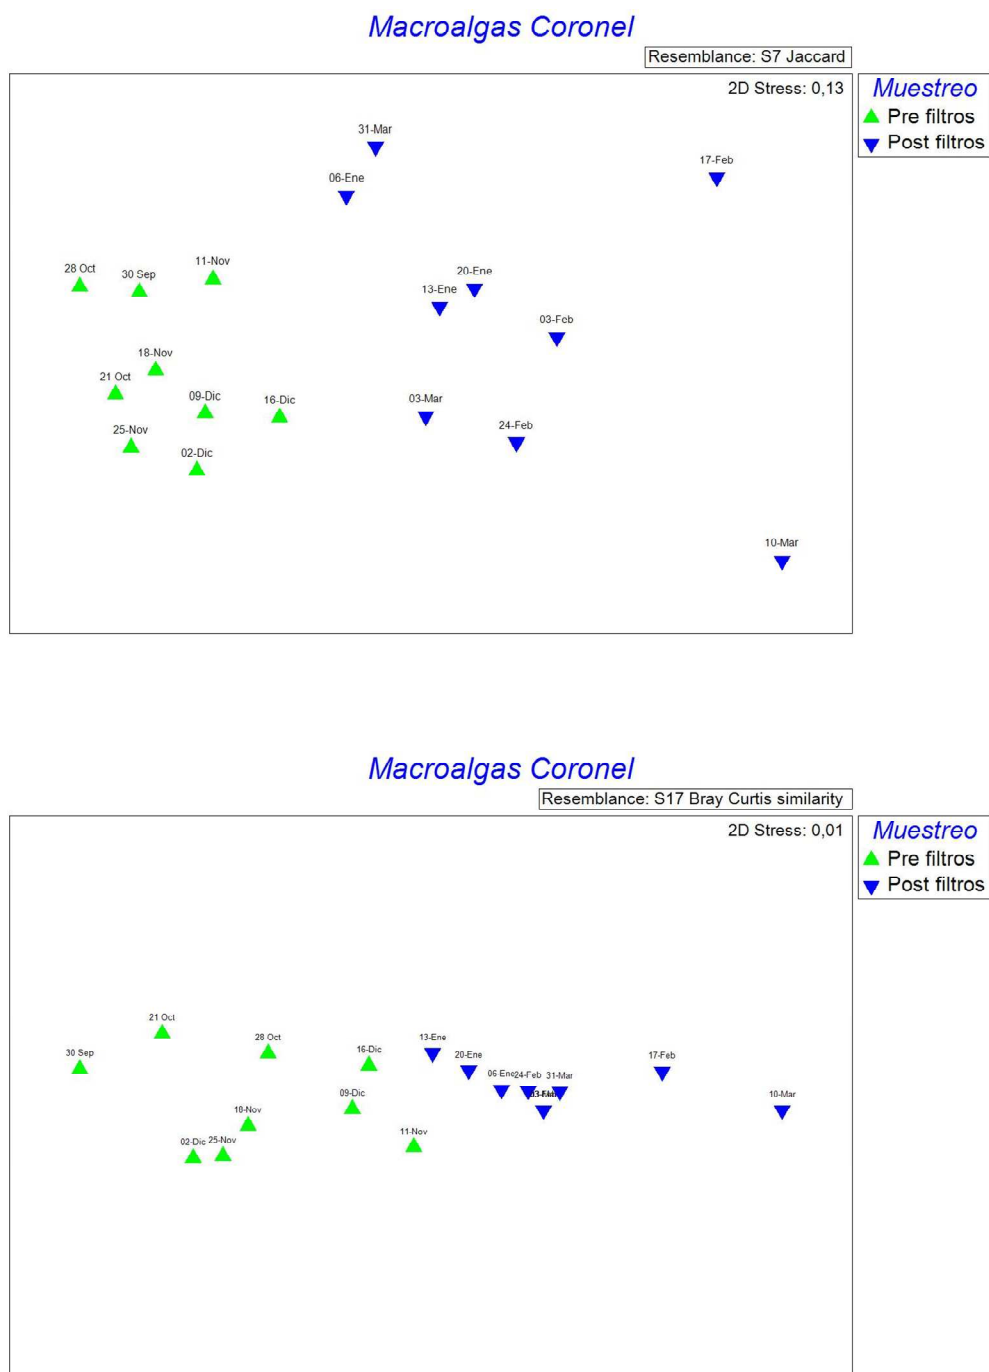 Macroalgas Coronel
Resemblance: S7 Jaccard
2D Stress: 0,13
Muestreo
Pre filtros
Post filtros
31-Mar
17-Feb
06-Ene
11-Nov
28 Oct
30 Sep
20-Ene
13-Ene
03-Feb
18-Nov
21 Oct
09-Dic
16-Dic
03-Mar
25-Nov
24-Feb
02-Dic
10-Mar
Macroalgas Coronel
Resemblance: S17 Bray Curtis similarity
2D Stress: 0,01
Muestreo
Pre filtros
Post filtros
21 Oct
30 Sep
28 Oct
16-Dic
13-Ene
20-Ene
17-Feb
06-Ene
24-Feb
31-Mar
09-Dic
10-Mar
18-Nov
11-Nov
02-Dic
25-Nov